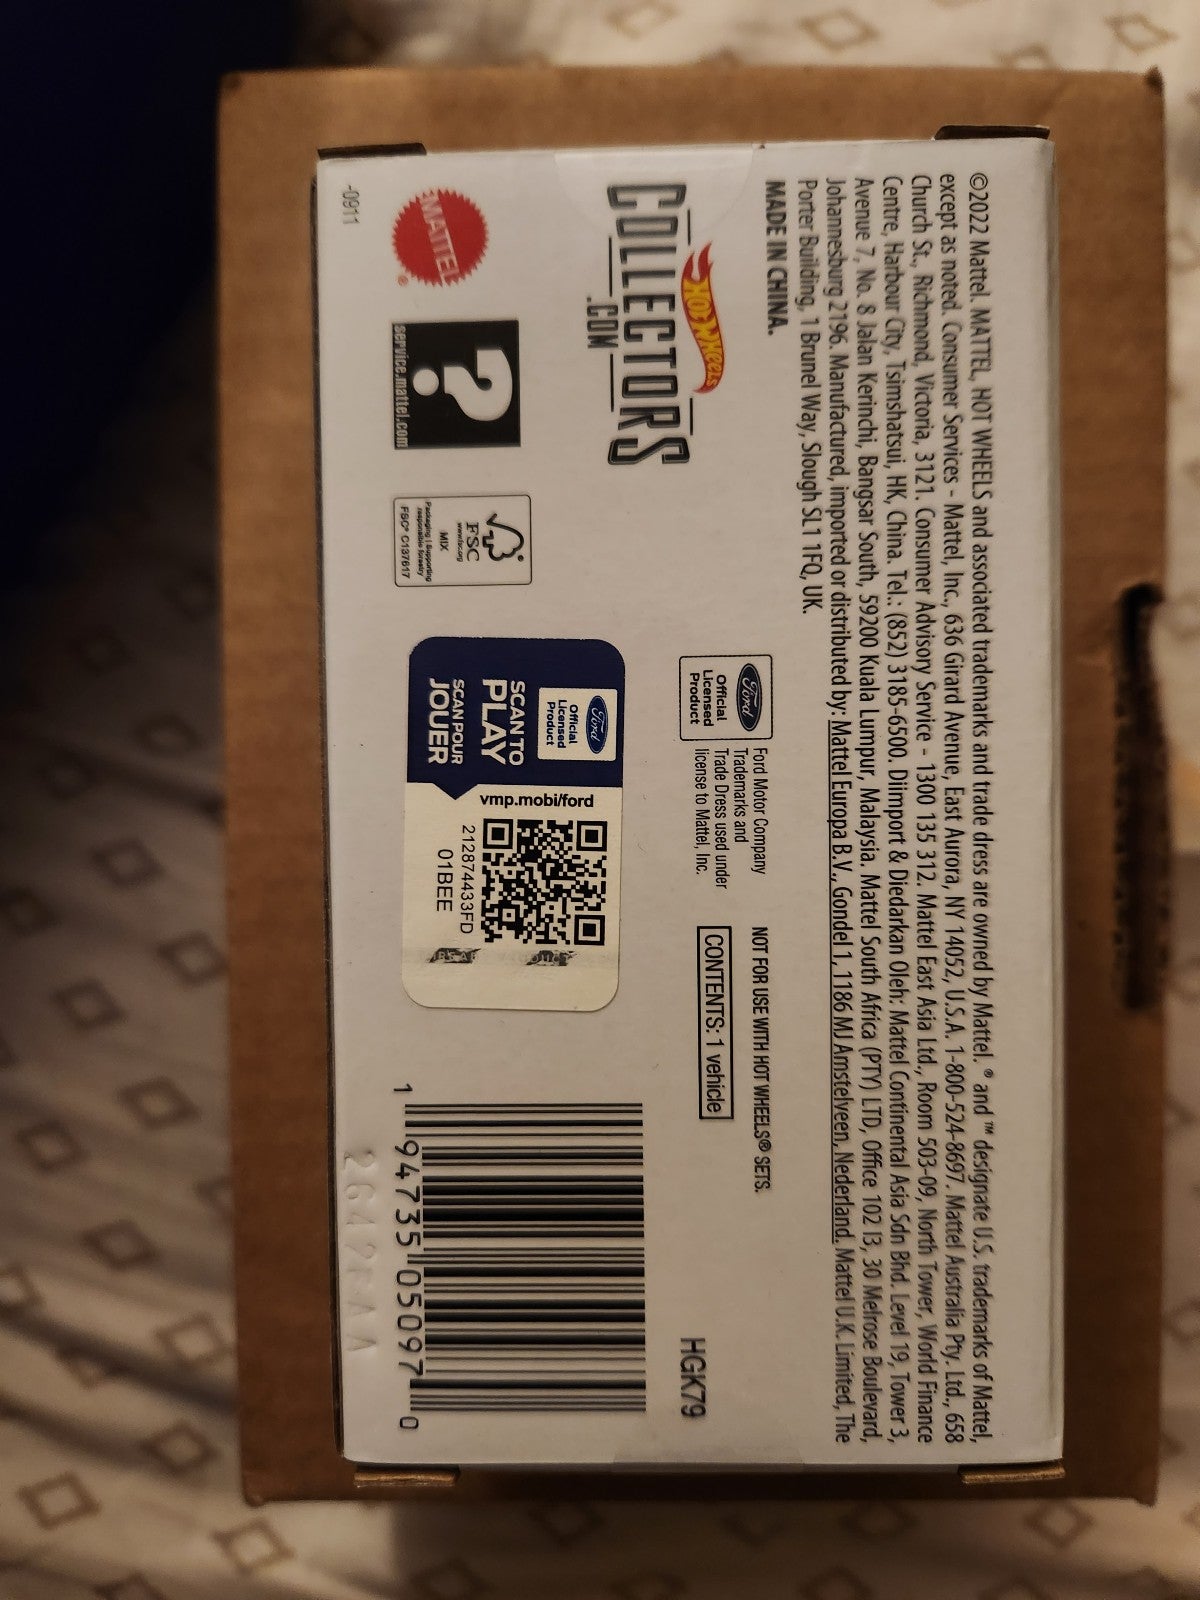 ©2022 Mattel. MATTEL, HOT WHEELS and associated trademarks and trade dress are owned by Mattel. ® and ™ designate U.S. trademarks of Mattel,
except as noted. Consumer Services - Mattel, Inc., 636 Girard Avenue, East Aurora, NY 14052, U.S.A. 1-800-524-8697. Mattel Australia Pty. Ltd., 658
Church St., Richmond, Victoria, 3121. Consumer Advisory Service - 1300 135 312. Mattel East Asia Ltd., Room 503-09, North Tower, World Finance
Centre, Harbour City, Tsimshatsui, HK, China. Tel.: (852) 3185-6500. Diimport & Diedarkan Oleh: Mattel Continental Asia Sdn Bhd. Level 19, Tower 3,
Avenue 7, No. 8 Jalan Kerinchi, Bangsar South, 59200 Kuala Lumpur, Malaysia. Mattel South Africa (PTY) LTD, Office 102 I3, 30 Melrose Boulevard,
Johannesburg 2196. Manufactured, imported or distributed by: Mattel Europa B.V., Gondel 1, 1186 MJ Amstelveen, Nederland. Mattel U.K. Limited, The
Porter Building, 1 Brunel Way, Slough SL1 1FQ, UK.
MADE IN CHINA.
HOT WHEELS
COLLECTORS
.COM
Ford
Official
Licensed
Product
Ford Motor Company
Trademarks and
Trade Dress used under
license to Mattel, Inc.
NOT FOR USE WITH HOT WHEELS® SETS.
CONTENTS: 1 vehicle
HGK79
MATTEL®
?
service.mattel.com
FSC
www.fsc.org
MIX
Packaging | Supporting
responsible forestry
FSC® C137617
Ford
Official
Licensed
Product
SCAN TO
PLAY
SCAN POUR
JOUER
vmp.mobi/ford
212874433FD
01BEE
1 94735 05097 0
-0911